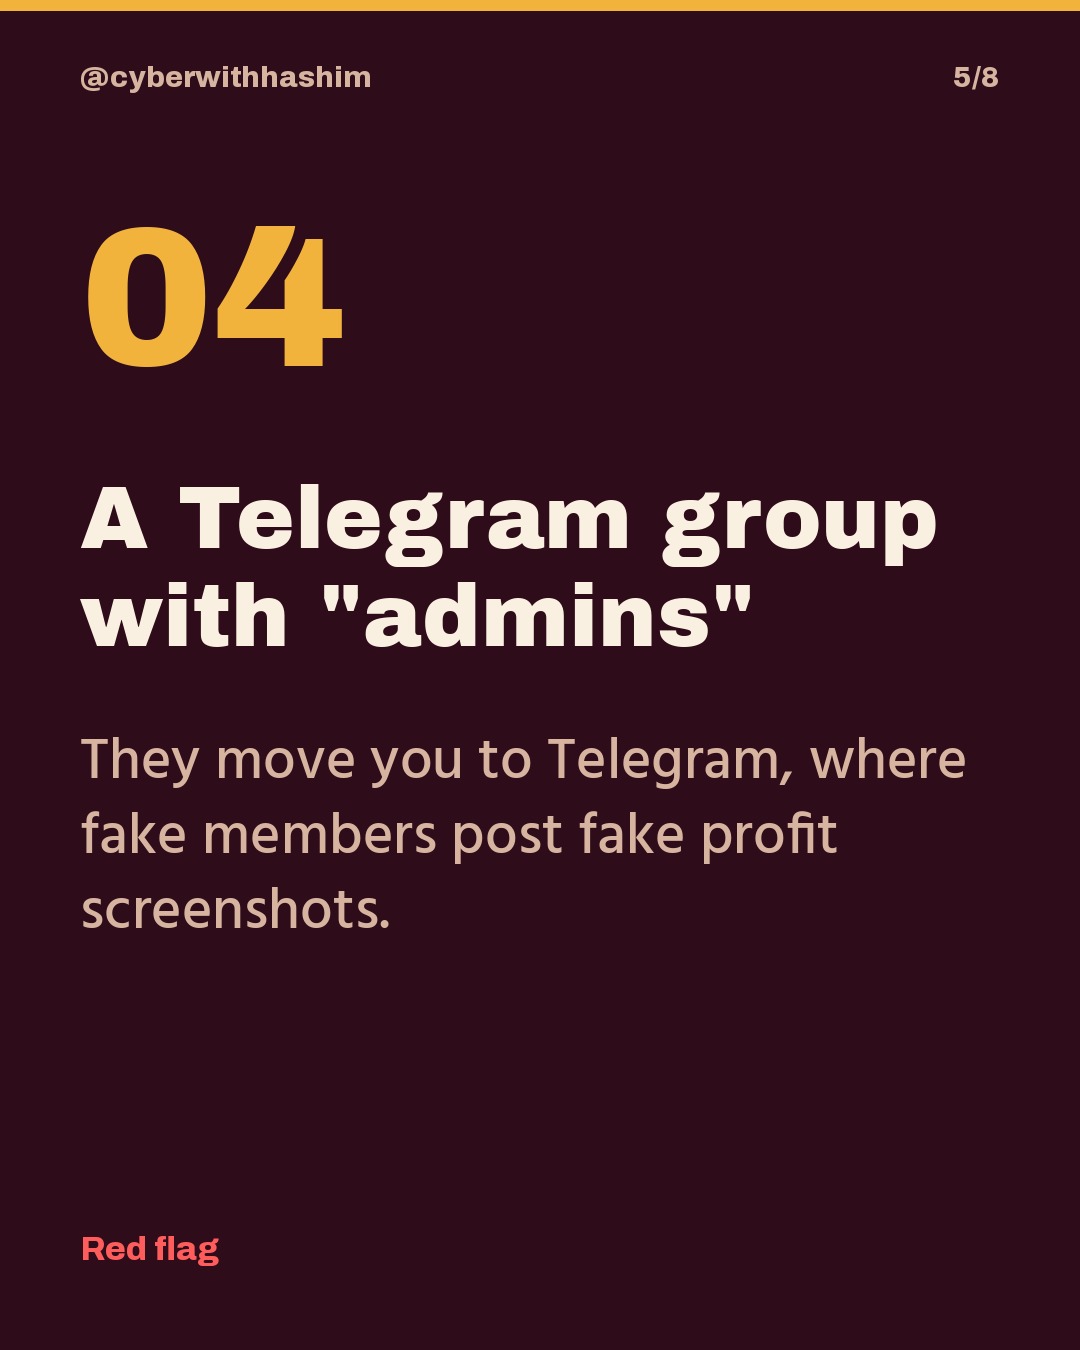 @cyberwithhashim
5/8
04
A Telegram group
with "admins"
They move you to Telegram, where
fake members post fake profit
screenshots.
Red flag